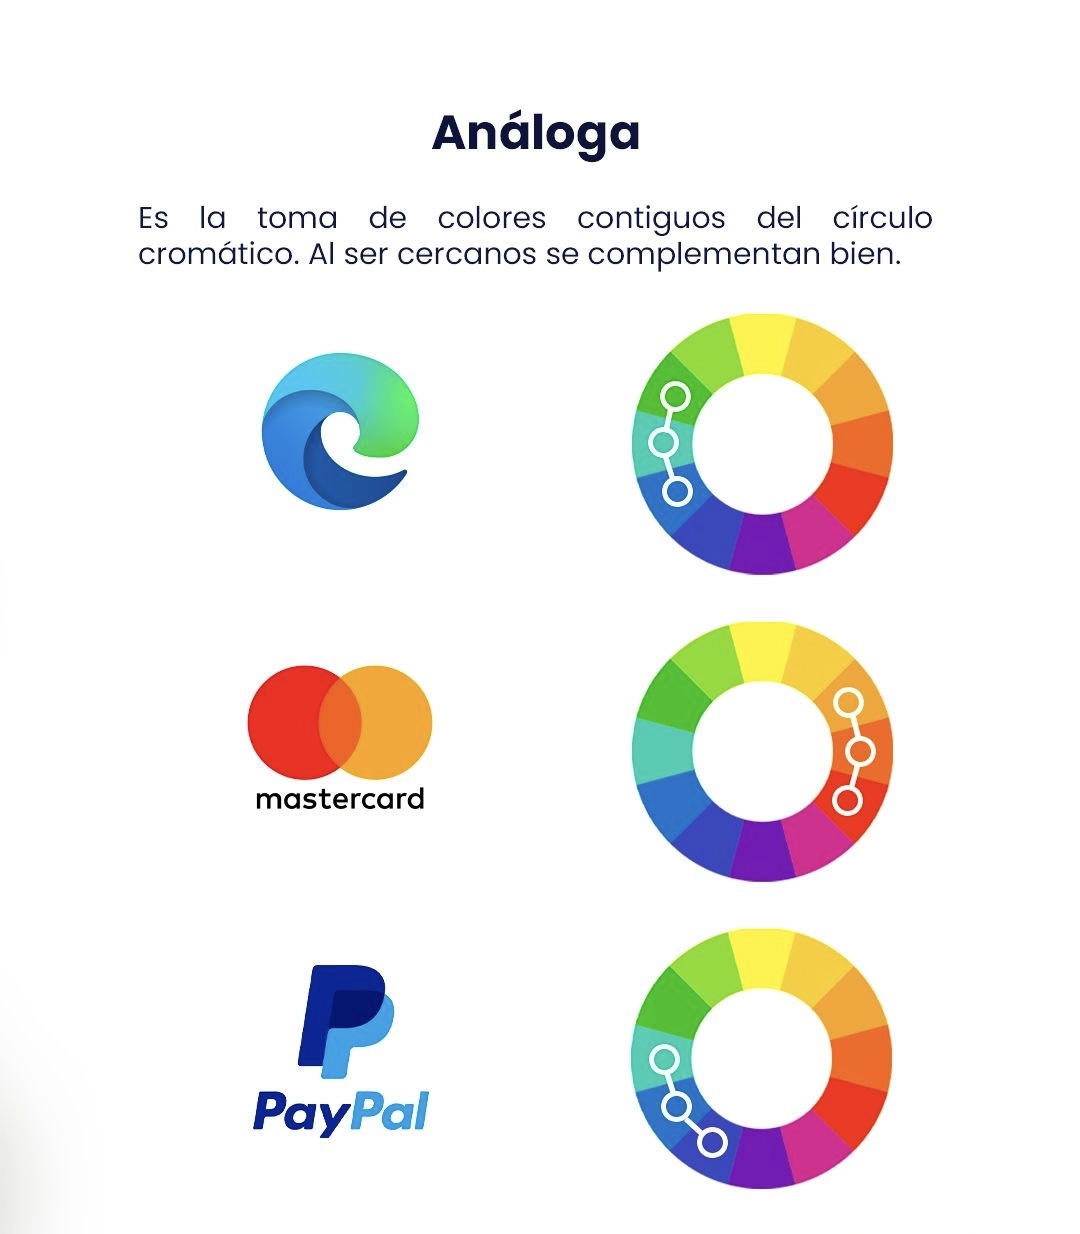 Análoga
Es la toma de colores contiguos del círculo
cromático. Al ser cercanos se complementan bien.
mastercard
PayPal